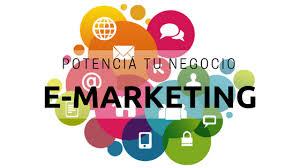 POTENCIA TU NEGOCIO
E-MARKETING